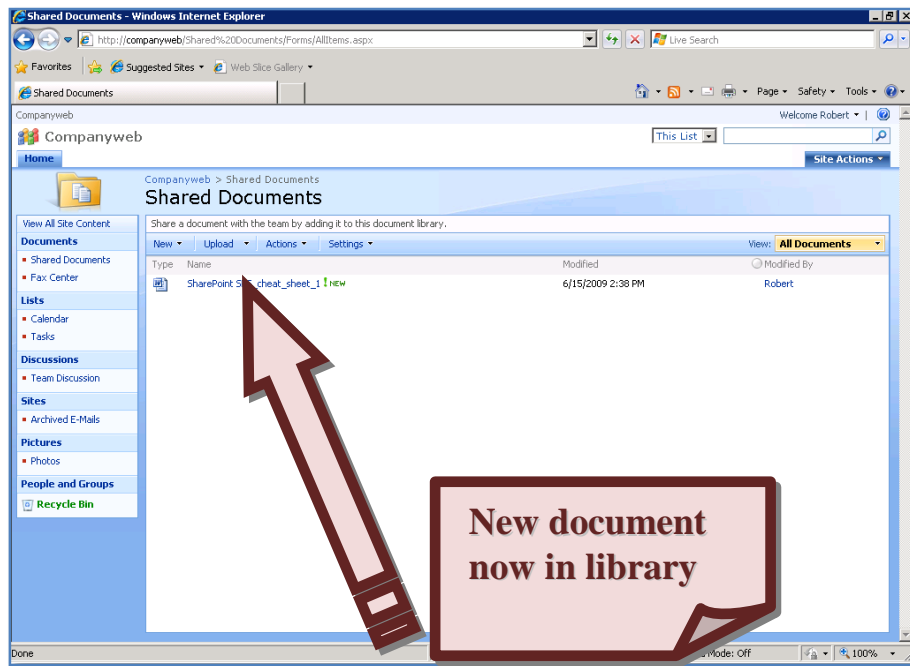 Shared Documents - Windows Internet Explorer
http://companyweb/Shared%20Documents/Forms/AllItems.aspx
Live Search
Favorites Suggested Sites Web Slice Gallery
Shared Documents
Page Safety Tools
Companyweb
Welcome Robert
Companyweb
This List
Home
Site Actions
Companyweb > Shared Documents
Shared Documents
View All Site Content
Share a document with the team by adding it to this document library.
Documents
New Upload Actions Settings View: All Documents
Shared Documents
Type Name Modified Modified By
Fax Center
SharePoint cheat_sheet_1 ! NEW 6/15/2009 2:38 PM Robert
Lists
Calendar
Tasks
Discussions
Team Discussion
Sites
Archived E-Mails
Pictures
Photos
People and Groups
Recycle Bin
New document
now in library
Done
Mode: Off
100%